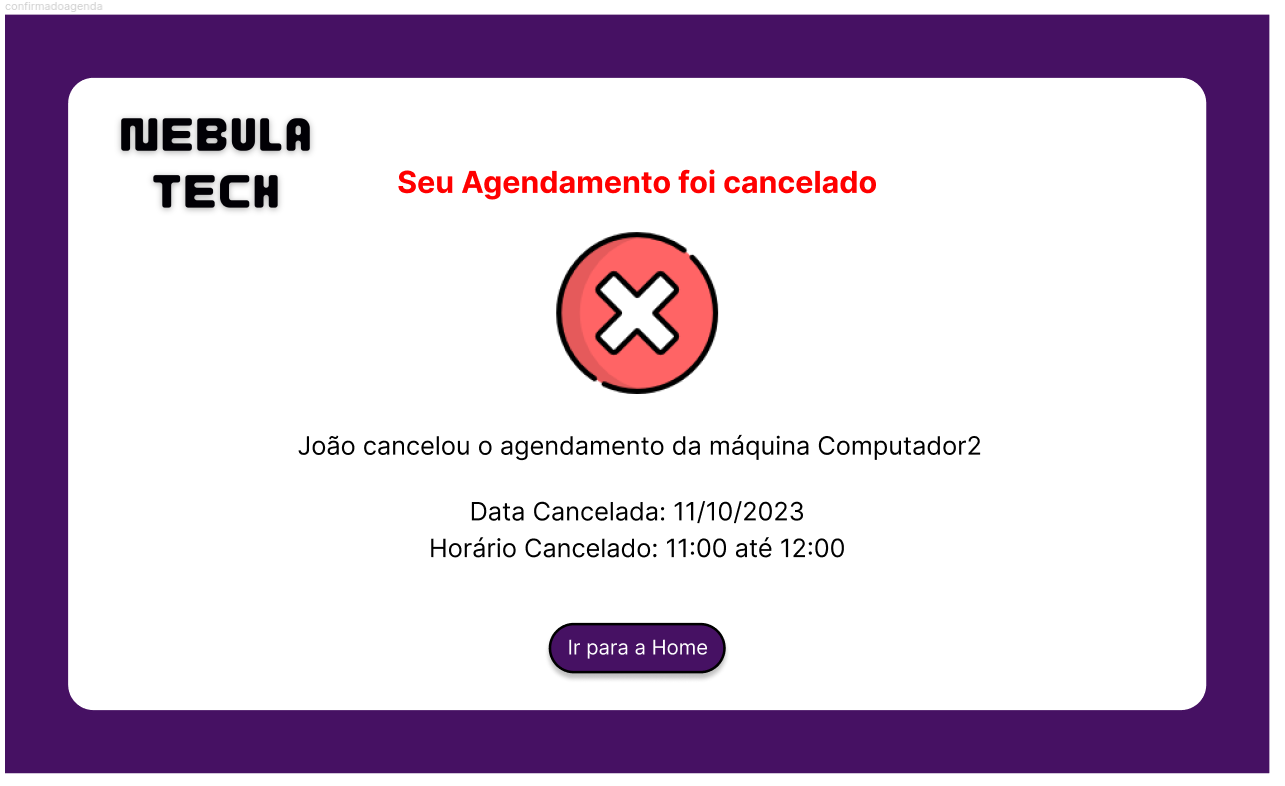 confirmadoagenda
NEBULA
TECH
Seu Agendamento foi cancelado
João cancelou o agendamento da máquina Computador2
Data Cancelada: 11/10/2023
Horário Cancelado: 11:00 até 12:00
Ir para a Home